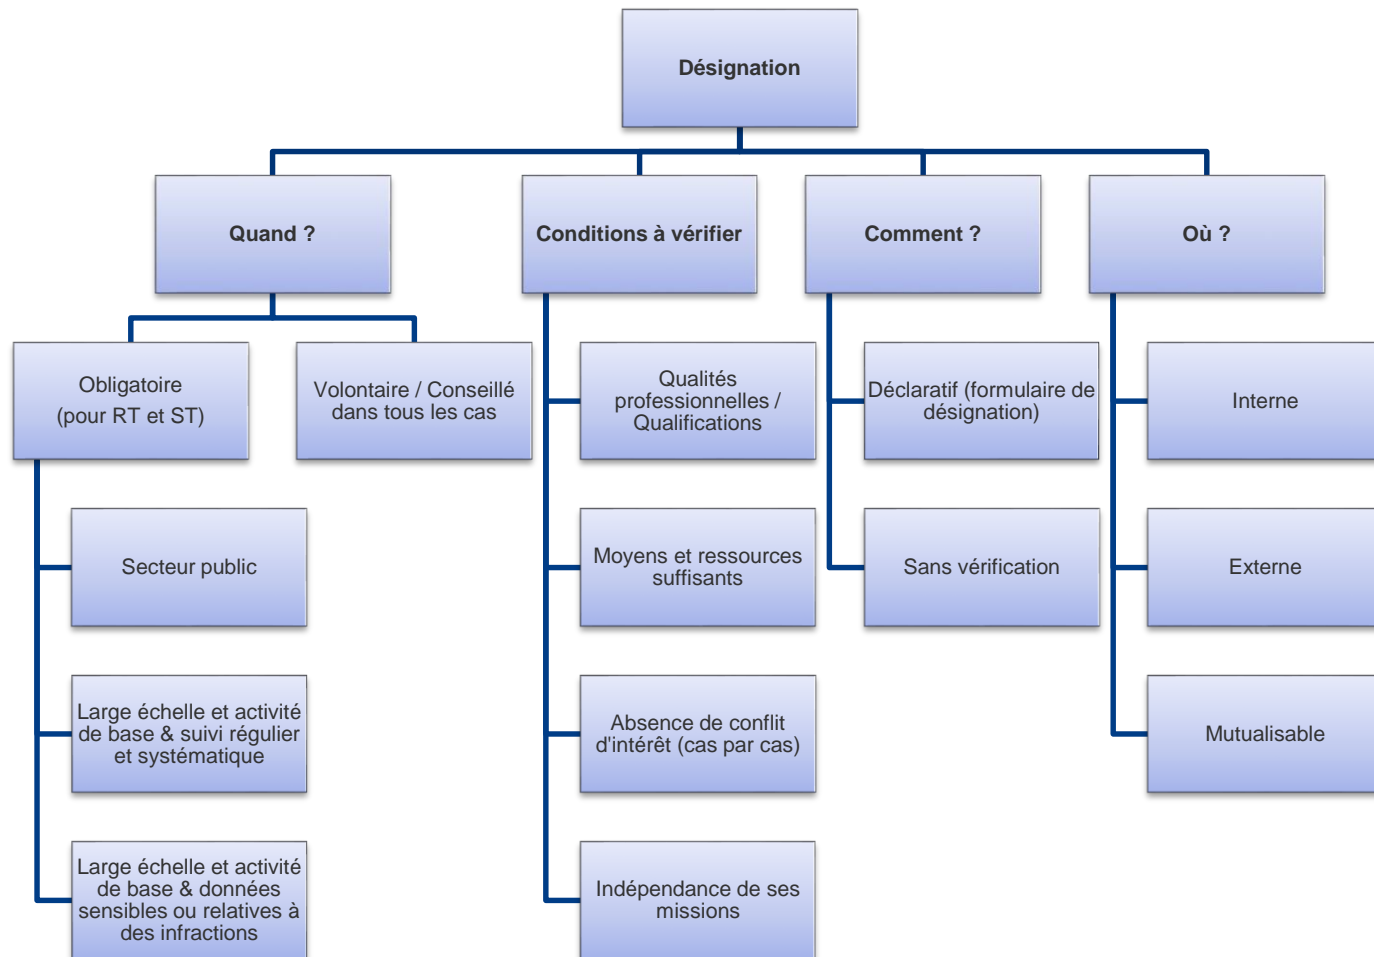 Désignation
Quand ?
Conditions à vérifier
Comment ?
Où ?
Obligatoire
(pour RT et ST)
Volontaire / Conseillé
dans tous les cas
Qualités
professionnelles /
Qualifications
Déclaratif (formulaire de
désignation)
Interne
Secteur public
Moyens et ressources
suffisants
Sans vérification
Externe
Large échelle et activité
de base & suivi régulier
et systématique
Absence de conflit
d'intérêt (cas par cas)
Mutualisable
Large échelle et activité
de base & données
sensibles ou relatives à
des infractions
Indépendance de ses
missions